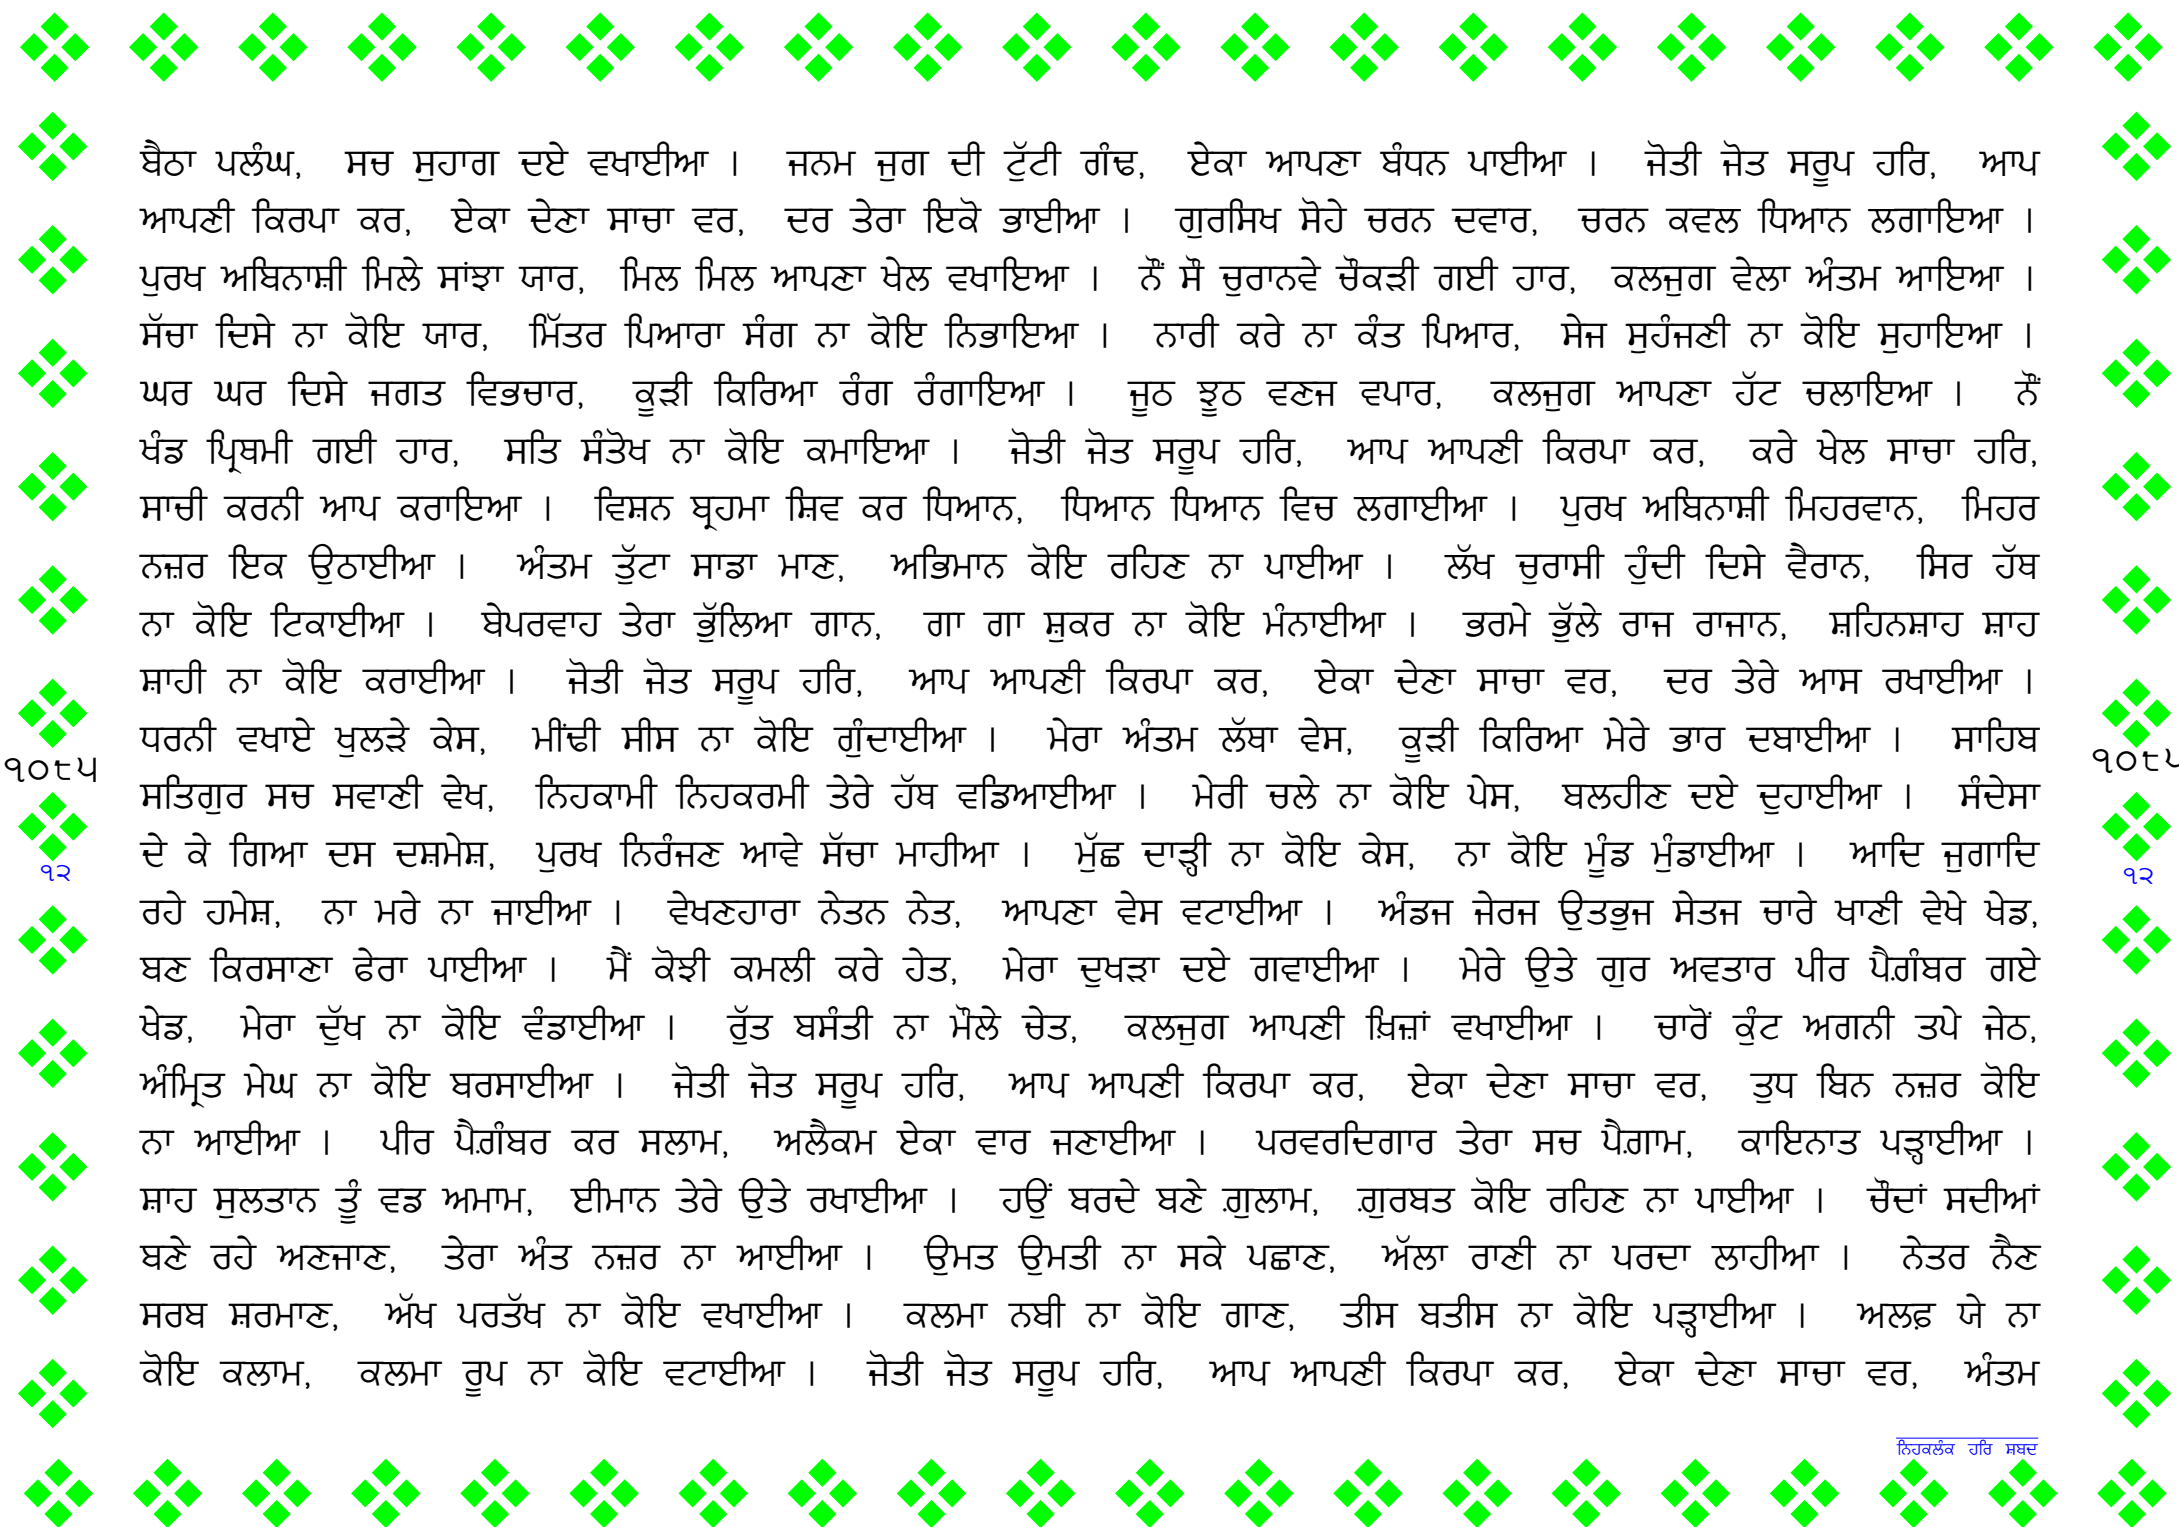 ਬੈਠਾ ਪਲੰਘ, ਸਚ ਸੁਹਾਗ ਦਏ ਵਖਾਈਆ । ਜਨਮ ਜੁਗ ਦੀ ਟੁੱਟੀ ਗੰਢ, ਏਕਾ ਆਪਣਾ ਬੰਧਨ ਪਾਈਆ । ਜੋਤੀ ਜੋਤ ਸਰੂਪ ਹਰਿ, ਆਪ
ਆਪਣੀ ਕਿਰਪਾ ਕਰ, ਏਕਾ ਦੇਣਾ ਸਾਚਾ ਵਰ, ਦਰ ਤੇਰਾ ਇਕੋ ਭਾਈਆ । ਗੁਰਸਿਖ ਸੋਹੇ ਚਰਨ ਦਵਾਰ, ਚਰਨ ਕਵਲ ਧਿਆਨ ਲਗਾਇਆ ।
ਪੁਰਖ ਅਬਿਨਾਸ਼ੀ ਮਿਲੇ ਸਾਂਝਾ ਯਾਰ, ਮਿਲ ਮਿਲ ਆਪਣਾ ਖੇਲ ਵਖਾਇਆ । ਨੌਂ ਸੌ ਚੁਰਾਨਵੇ ਚੌਕੜੀ ਗਈ ਹਾਰ, ਕਲਜੁਗ ਵੇਲਾ ਅੰਤਮ ਆਇਆ ।
ਸੱਚਾ ਦਿਸੇ ਨਾ ਕੋਇ ਯਾਰ, ਮਿੱਤਰ ਪਿਆਰਾ ਸੰਗ ਨਾ ਕੋਇ ਨਿਭਾਇਆ । ਨਾਰੀ ਕਰੇ ਨਾ ਕੰਤ ਪਿਆਰ, ਸੇਜ ਸੁਹੰਜਣੀ ਨਾ ਕੋਇ ਸੁਹਾਇਆ ।
ਘਰ ਘਰ ਦਿਸੇ ਜਗਤ ਵਿਭਚਾਰ, ਕੂੜੀ ਕਿਰਿਆ ਰੰਗ ਰੰਗਾਇਆ । ਜੂਠ ਝੂਠ ਵਣਜ ਵਪਾਰ, ਕਲਜੁਗ ਆਪਣਾ ਹੱਟ ਚਲਾਇਆ । ਨੌਂ
ਖੰਡ ਪ੍ਰਿਥਮੀ ਗਈ ਹਾਰ, ਸਤਿ ਸੰਤੋਖ ਨਾ ਕੋਇ ਕਮਾਇਆ । ਜੋਤੀ ਜੋਤ ਸਰੂਪ ਹਰਿ, ਆਪ ਆਪਣੀ ਕਿਰਪਾ ਕਰ, ਕਰੇ ਖੇਲ ਸਾਚਾ ਹਰਿ,
ਸਾਚੀ ਕਰਨੀ ਆਪ ਕਰਾਇਆ । ਵਿਸ਼ਨ ਬ੍ਰਹਮਾ ਸ਼ਿਵ ਕਰ ਧਿਆਨ, ਧਿਆਨ ਧਿਆਨ ਵਿਚ ਲਗਾਈਆ । ਪੁਰਖ ਅਬਿਨਾਸ਼ੀ ਮਿਹਰਵਾਨ, ਮਿਹਰ
ਨਜ਼ਰ ਇਕ ਉਠਾਈਆ । ਅੰਤਮ ਤੁੱਟਾ ਸਾਡਾ ਮਾਣ, ਅਭਿਮਾਨ ਕੋਇ ਰਹਿਣ ਨਾ ਪਾਈਆ । ਲੱਖ ਚੁਰਾਸੀ ਹੁੰਦੀ ਦਿਸੇ ਵੈਰਾਨ, ਸਿਰ ਹੱਥ
ਨਾ ਕੋਇ ਟਿਕਾਈਆ । ਬੇਪਰਵਾਹ ਤੇਰਾ ਭੁੱਲਿਆ ਗਾਨ, ਗਾ ਗਾ ਸ਼ੁਕਰ ਨਾ ਕੋਇ ਮੰਨਾਈਆ । ਭਰਮੇ ਭੁੱਲੇ ਰਾਜ ਰਾਜਾਨ, ਸ਼ਹਿਨਸ਼ਾਹ ਸ਼ਾਹ
ਸ਼ਾਹੀ ਨਾ ਕੋਇ ਕਰਾਈਆ । ਜੋਤੀ ਜੋਤ ਸਰੂਪ ਹਰਿ, ਆਪ ਆਪਣੀ ਕਿਰਪਾ ਕਰ, ਏਕਾ ਦੇਣਾ ਸਾਚਾ ਵਰ, ਦਰ ਤੇਰੇ ਆਸ ਰਖਾਈਆ ।
ਧਰਨੀ ਵਖਾਏ ਖੁਲੜੇ ਕੇਸ, ਮੀਂਢੀ ਸੀਸ ਨਾ ਕੋਇ ਗੁੰਦਾਈਆ । ਮੇਰਾ ਅੰਤਮ ਲੱਥਾ ਵੇਸ, ਕੂੜੀ ਕਿਰਿਆ ਮੇਰੇ ਭਾਰ ਦਬਾਈਆ । ਸਾਹਿਬ
੧੦੮੫ ੧੦੮੫
ਸਤਿਗੁਰ ਸਚ ਸਵਾਣੀ ਵੇਖ, ਨਿਹਕਾਮੀ ਨਿਹਕਰਮੀ ਤੇਰੇ ਹੱਥ ਵਡਿਆਈਆ । ਮੇਰੀ ਚਲੇ ਨਾ ਕੋਇ ਪੇਸ, ਬਲਹੀਣ ਦਏ ਦੁਹਾਈਆ । ਸੰਦੇਸਾ
ਦੇ ਕੇ ਗਿਆ ਦਸ ਦਸ਼ਮੇਸ਼, ਪੁਰਖ ਨਿਰੰਜਣ ਆਵੇ ਸੱਚਾ ਮਾਹੀਆ । ਮੁੱਛ ਦਾੜ੍ਹੀ ਨਾ ਕੋਇ ਕੇਸ, ਨਾ ਕੋਇ ਮੂੰਡ ਮੁੰਡਾਈਆ । ਆਦਿ ਜੁਗਾਦਿ
੧੨ ੧੨
ਰਹੇ ਹਮੇਸ਼, ਨਾ ਮਰੇ ਨਾ ਜਾਈਆ । ਵੇਖਣਹਾਰਾ ਨੇਤਨ ਨੇਤ, ਆਪਣਾ ਵੇਸ ਵਟਾਈਆ । ਅੰਡਜ ਜੇਰਜ ਉਤਭੁਜ ਸੇਤਜ ਚਾਰੇ ਖਾਣੀ ਵੇਖੇ ਖੇਡ,
ਬਣ ਕਿਰਸਾਣਾ ਫੇਰਾ ਪਾਈਆ । ਮੈਂ ਕੋਝੀ ਕਮਲੀ ਕਰੇ ਹੇਤ, ਮੇਰਾ ਦੁਖੜਾ ਦਏ ਗਵਾਈਆ । ਮੇਰੇ ਉਤੇ ਗੁਰ ਅਵਤਾਰ ਪੀਰ ਪੈਗ਼ੰਬਰ ਗਏ
ਖੇਡ, ਮੇਰਾ ਦੁੱਖ ਨਾ ਕੋਇ ਵੰਡਾਈਆ । ਰੁੱਤ ਬਸੰਤੀ ਨਾ ਮੌਲੇ ਚੇਤ, ਕਲਜੁਗ ਆਪਣੀ ਖ਼ਿਜ਼ਾਂ ਵਖਾਈਆ । ਚਾਰੋਂ ਕੁੰਟ ਅਗਨੀ ਤਪੇ ਜੇਠ,
ਅੰਮ੍ਰਿਤ ਮੇਘ ਨਾ ਕੋਇ ਬਰਸਾਈਆ । ਜੋਤੀ ਜੋਤ ਸਰੂਪ ਹਰਿ, ਆਪ ਆਪਣੀ ਕਿਰਪਾ ਕਰ, ਏਕਾ ਦੇਣਾ ਸਾਚਾ ਵਰ, ਤੁਧ ਬਿਨ ਨਜ਼ਰ ਕੋਇ
ਨਾ ਆਈਆ । ਪੀਰ ਪੈਗ਼ੰਬਰ ਕਰ ਸਲਾਮ, ਅਲੈਕਮ ਏਕਾ ਵਾਰ ਜਣਾਈਆ । ਪਰਵਰਦਿਗਾਰ ਤੇਰਾ ਸਚ ਪੈਗ਼ਾਮ, ਕਾਇਨਾਤ ਪੜ੍ਹਾਈਆ ।
ਸ਼ਾਹ ਸੁਲਤਾਨ ਤੂੰ ਵਡ ਅਮਾਮ, ਈਮਾਨ ਤੇਰੇ ਉਤੇ ਰਖਾਈਆ । ਹਉਂ ਬਰਦੇ ਬਣੇ ਗ਼ੁਲਾਮ, ਗ਼ੁਰਬਤ ਕੋਇ ਰਹਿਣ ਨਾ ਪਾਈਆ । ਚੌਦਾਂ ਸਦੀਆਂ
ਬਣੇ ਰਹੇ ਅਣਜਾਣ, ਤੇਰਾ ਅੰਤ ਨਜ਼ਰ ਨਾ ਆਈਆ । ਉਮਤ ਉਮਤੀ ਨਾ ਸਕੇ ਪਛਾਣ, ਅੱਲਾ ਰਾਣੀ ਨਾ ਪਰਦਾ ਲਾਹੀਆ । ਨੇਤਰ ਨੈਣ
ਸਰਬ ਸ਼ਰਮਾਣ, ਅੱਖ ਪਰਤੱਖ ਨਾ ਕੋਇ ਵਖਾਈਆ । ਕਲਮਾ ਨਬੀ ਨਾ ਕੋਇ ਗਾਣ, ਤੀਸ ਬਤੀਸ ਨਾ ਕੋਇ ਪੜ੍ਹਾਈਆ । ਅਲਫ਼ ਯੇ ਨਾ
ਕੋਇ ਕਲਾਮ, ਕਲਮਾ ਰੂਪ ਨਾ ਕੋਇ ਵਟਾਈਆ । ਜੋਤੀ ਜੋਤ ਸਰੂਪ ਹਰਿ, ਆਪ ਆਪਣੀ ਕਿਰਪਾ ਕਰ, ਏਕਾ ਦੇਣਾ ਸਾਚਾ ਵਰ, ਅੰਤਮ
ਨਿਹਕਲੰਕ ਹਰਿ ਸ਼ਬਦ